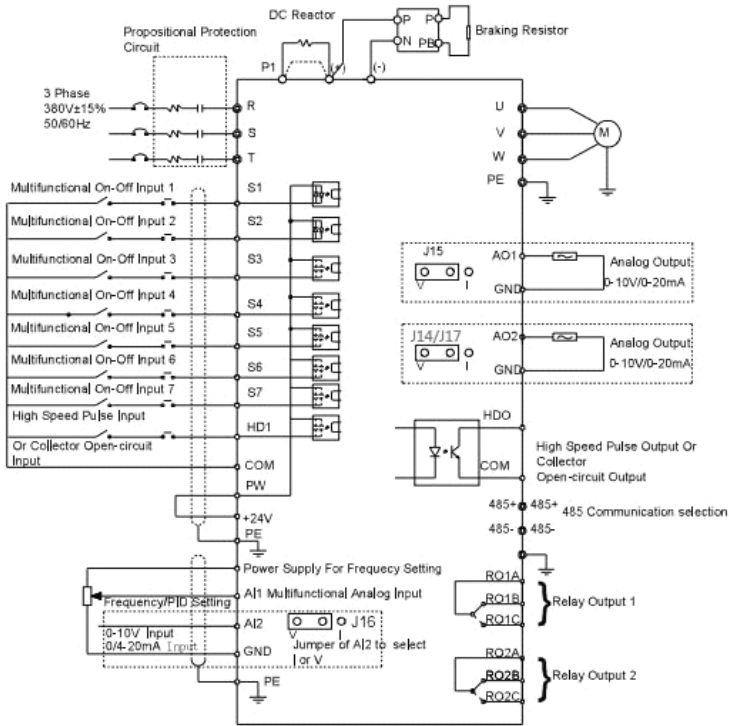 DC Reactor
Propositional Protection
Circuit
P
P
N
PB
Braking Resistor
P1
(+)
(-)
3 Phase
380V±15%
50/60Hz
R
S
T
U
V
W
M
PE
Multifunctional On-Off Input 1
S1
Multifunctional On-Off Input 2
S2
Multifunctional On-Off Input 3
S3
Multifunctional On-Off Input 4
S4
Multifunctional On-Off Input 5
S5
Multifunctional On-Off Input 6
S6
Multifunctional On-Off Input 7
S7
High Speed Pulse Input
HD1
Or Collector Open-circuit
Input
COM
PW
+24V
PE
J15
V
I
AO1
GND
Analog Output
0-10V/0-20mA
J14/J17
V
I
AO2
GND
Analog Output
0-10V/0-20mA
HDO
COM
High Speed Pulse Output Or
Collector
Open-circuit Output
485+
485+
485-
485-
485 Communication selection
Power Supply For Frequecy Setting
AI1 Multifunctional Analog Input
Frequency/PID Setting
AI2
0-10V Input
0/4-20mA Input
GND
J16
V
I
Jumper of AI2 to select
I or V
PE
RO1A
RO1B
RO1C
Relay Output 1
RO2A
RO2B
RO2C
Relay Output 2